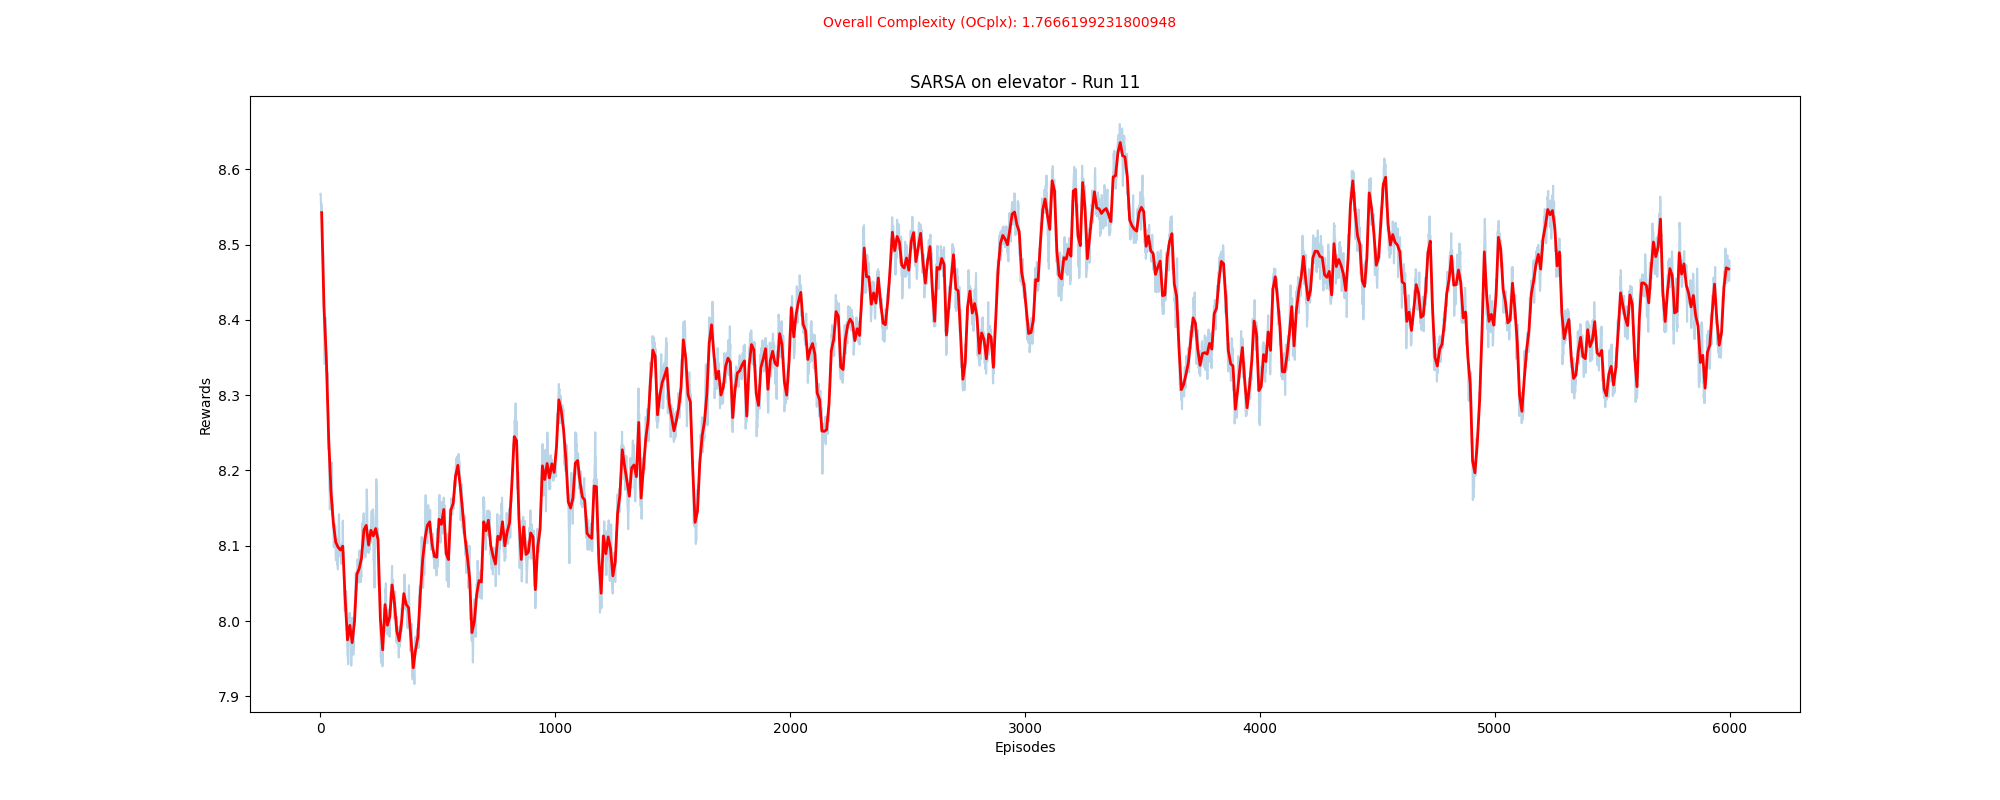 Overall Complexity (OCplx): 1.7666199231800948
SARSA on elevator - Run 11
Rewards
8.6
8.5
8.4
8.3
8.2
8.1
8.0
7.9
0 1000 2000 3000 4000 5000 6000
Episodes